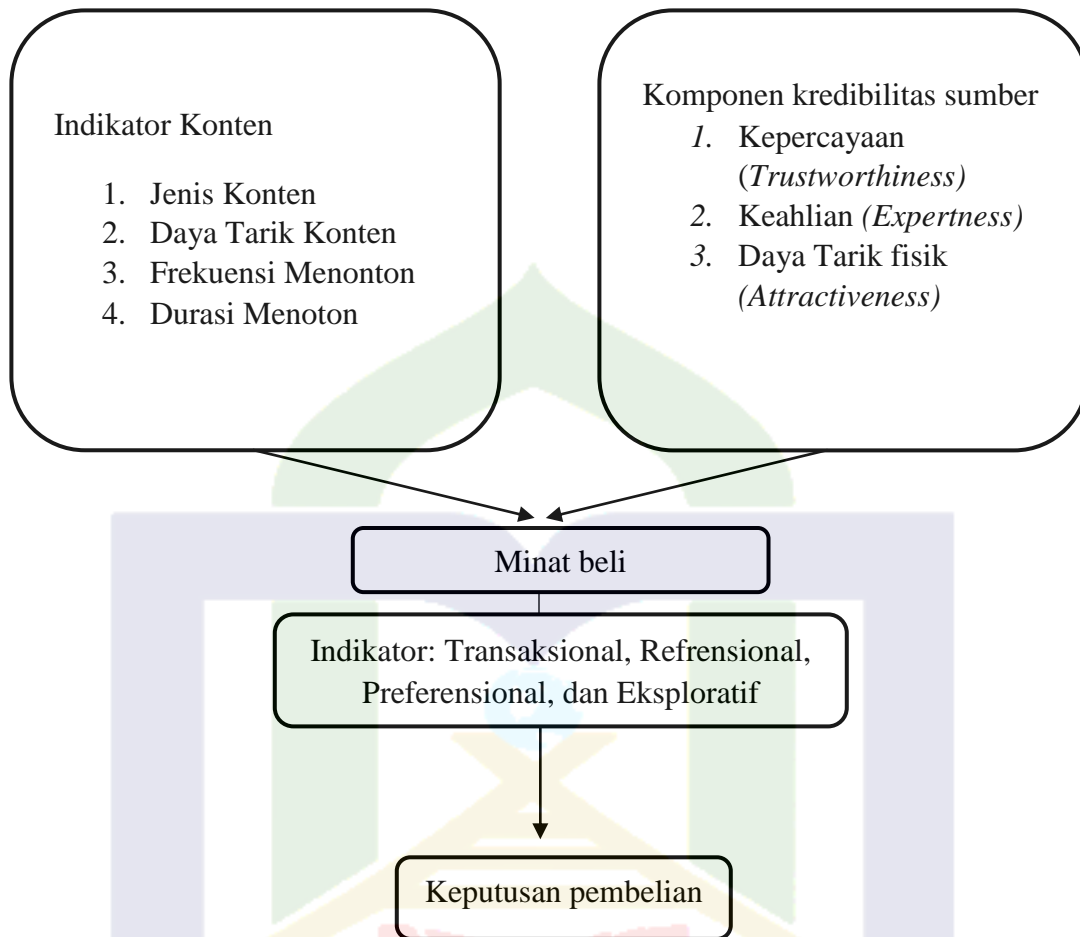 Indikator Konten
1. Jenis Konten
2. Daya Tarik Konten
3. Frekuensi Menonton
4. Durasi Menoton
Komponen kredibilitas sumber
1. Kepercayaan
(Trustworthiness)
2. Keahlian (Expertness)
3. Daya Tarik fisik
(Attractiveness)
Minat beli
Indikator: Transaksional, Refrensional,
Preferensional, dan Eksploratif
Keputusan pembelian